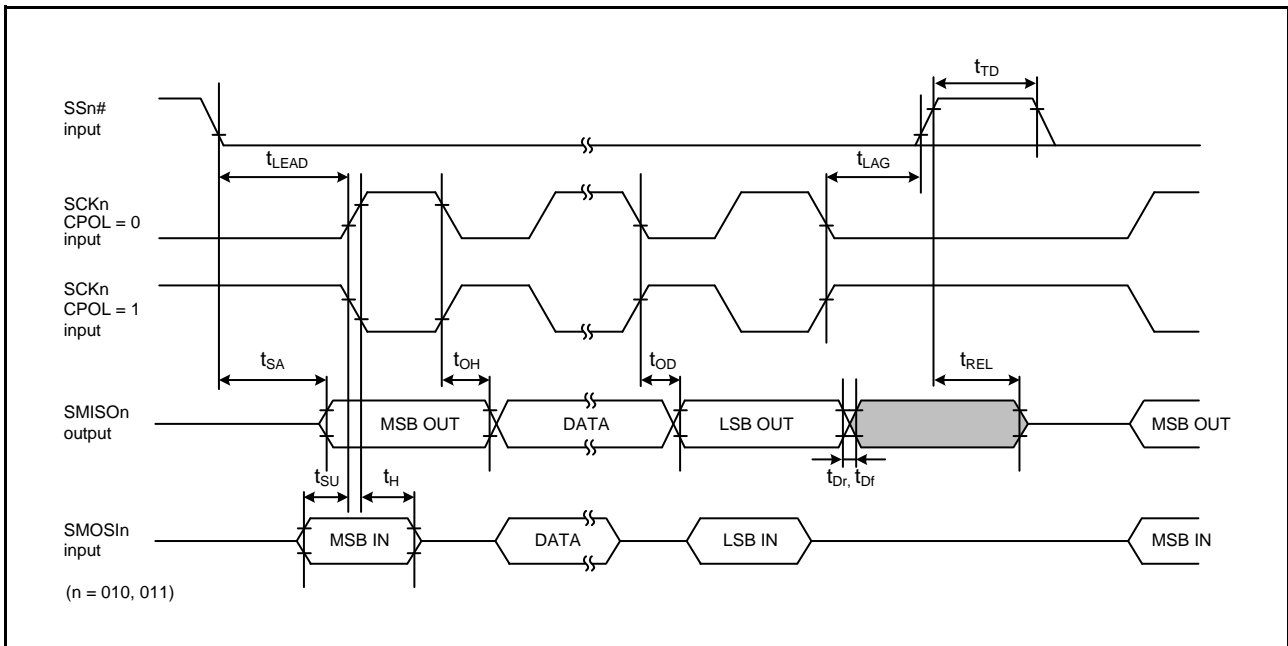 tTD
SSn#
input
tLEAD
tLAG
SCKn
CPOL = 0
input
SCKn
CPOL = 1
input
tSA
tOH
tOD
tREL
SMISOn
output
MSB OUT
DATA
LSB OUT
MSB OUT
tSU
tH
tDr, tDf
SMOSIn
input
MSB IN
DATA
LSB IN
MSB IN
(n = 010, 011)